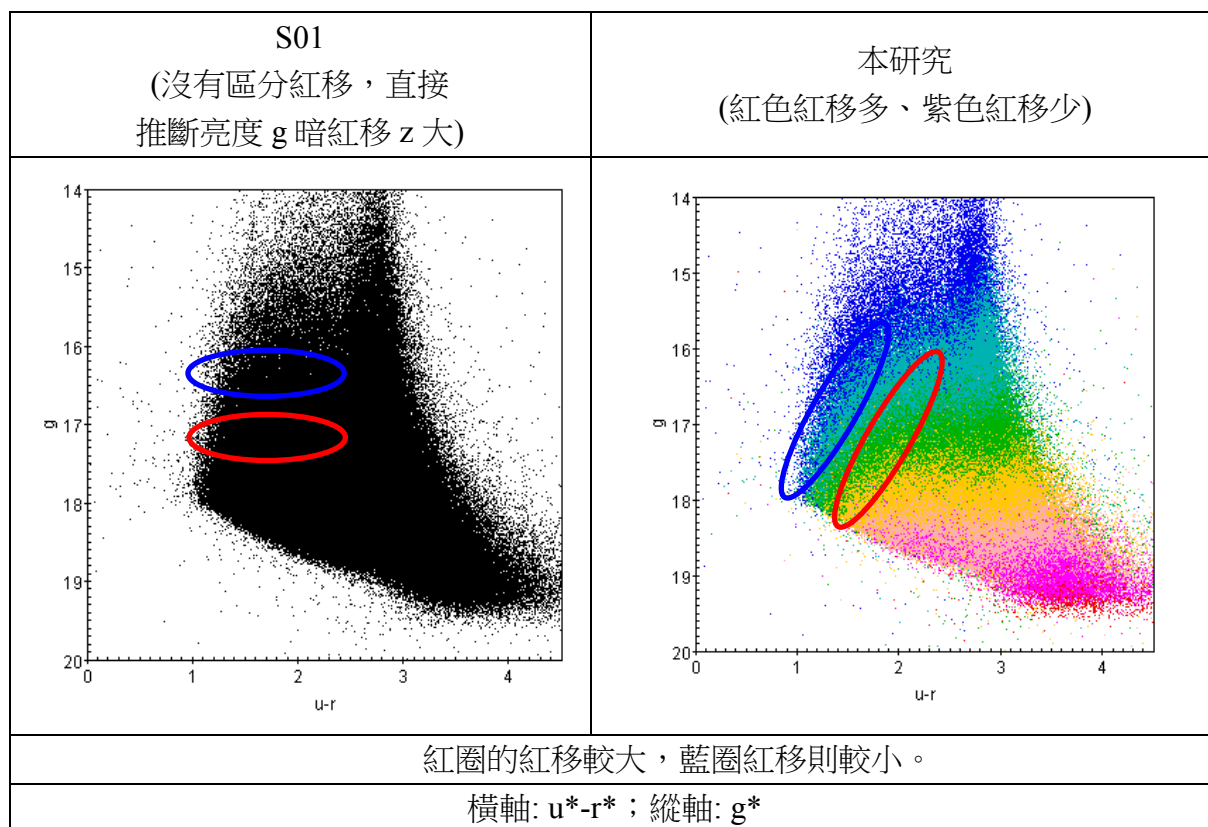 S01
(沒有區分紅移，直接
推斷亮度 g 暗紅移 z 大)
本研究
(紅色紅移多、紫色紅移少)
14
15
16
17
18
19
20
g
0
1
2
3
4
u-r
14
15
16
17
18
19
20
g
0
1
2
3
4
u-r
紅圈的紅移較大，藍圈紅移則較小。
橫軸: u*-r*；縱軸: g*